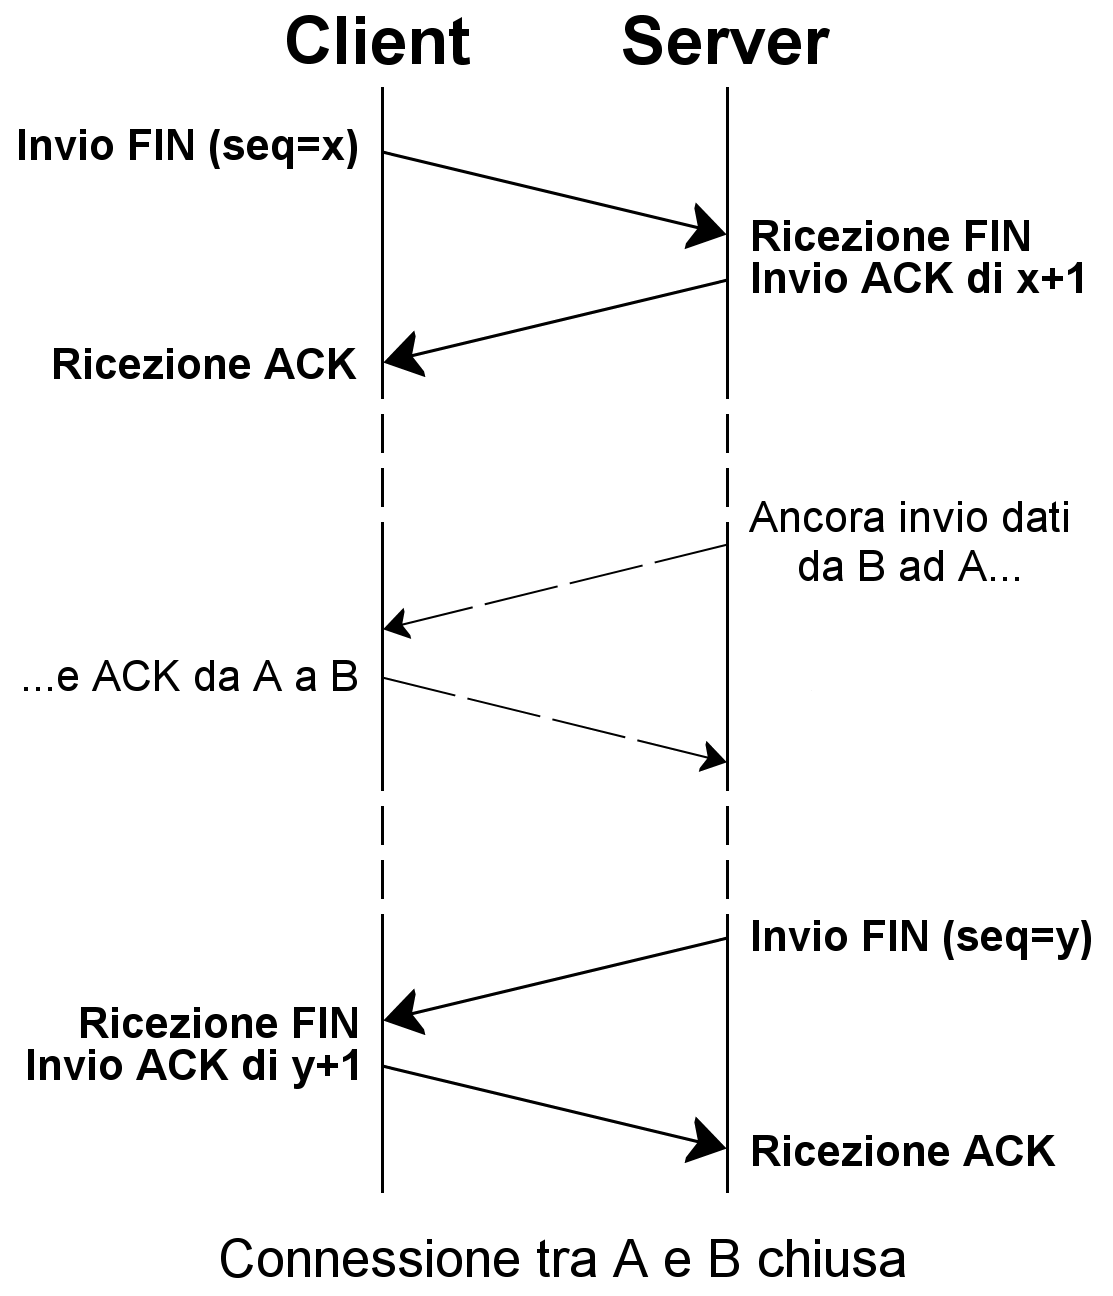 Client
Server
Invio FIN (seq=x)
Ricezione FIN
Invio ACK di x+1
Ricezione ACK
Ancora invio dati
da B ad A...
...e ACK da A a B
Invio FIN (seq=y)
Ricezione FIN
Invio ACK di y+1
Ricezione ACK
Connessione tra A e B chiusa